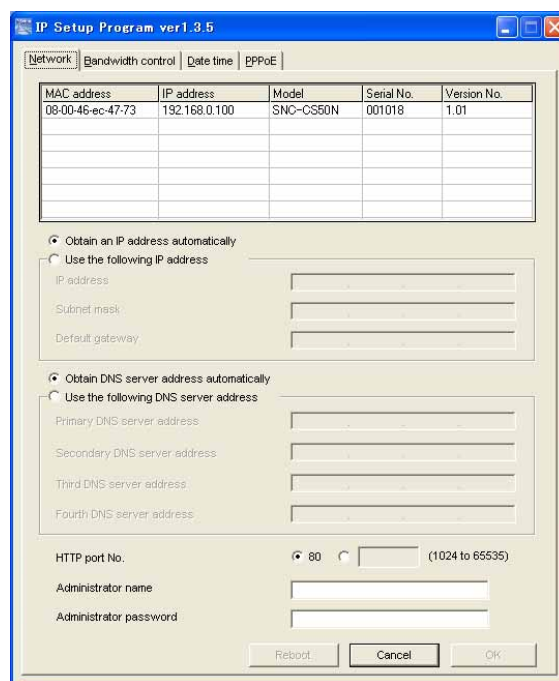 IP Setup Program ver1.3.5
Network Bandwidth control Date time PPPoE
MAC address IP address Model Serial No. Version No.
08-00-46-ec-47-73 192.168.0.100 SNC-CS50N 001018 1.01
Obtain an IP address automatically
Use the following IP address
IP address
Subnet mask
Default gateway
Obtain DNS server address automatically
Use the following DNS server address
Primary DNS server address
Secondary DNS server address
Third DNS server address
Fourth DNS server address
HTTP port No. 80 (1024 to 65535)
Administrator name
Administrator password
Reboot Cancel OK